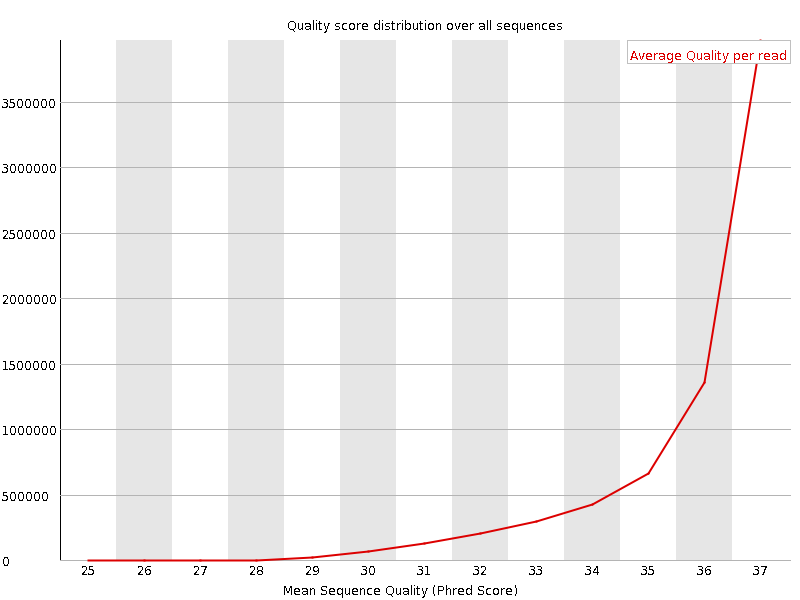 Quality score distribution over all sequences
Average Quality per read
3500000
3000000
2500000
2000000
1500000
1000000
500000
0
25 26 27 28 29 30 31 32 33 34 35 36 37
Mean Sequence Quality (Phred Score)